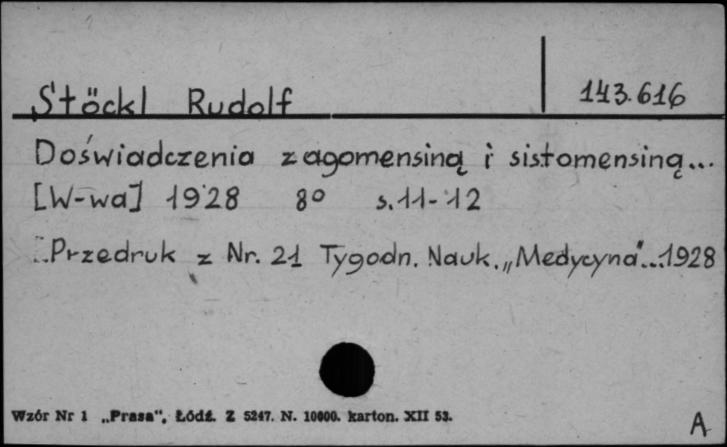 143.616
Stöckl Rudolf
Doświadczenia z agomensiną i sistomensiną...
[W-wa] 1928 8° s.11-12
Przedruk z Nr. 21 Tygodn. Nauk. „Medycyna"...1928
Wzór Nr 1 „Prasa", Łódź. Z 5247. N. 10000. karton. XII 53.
A